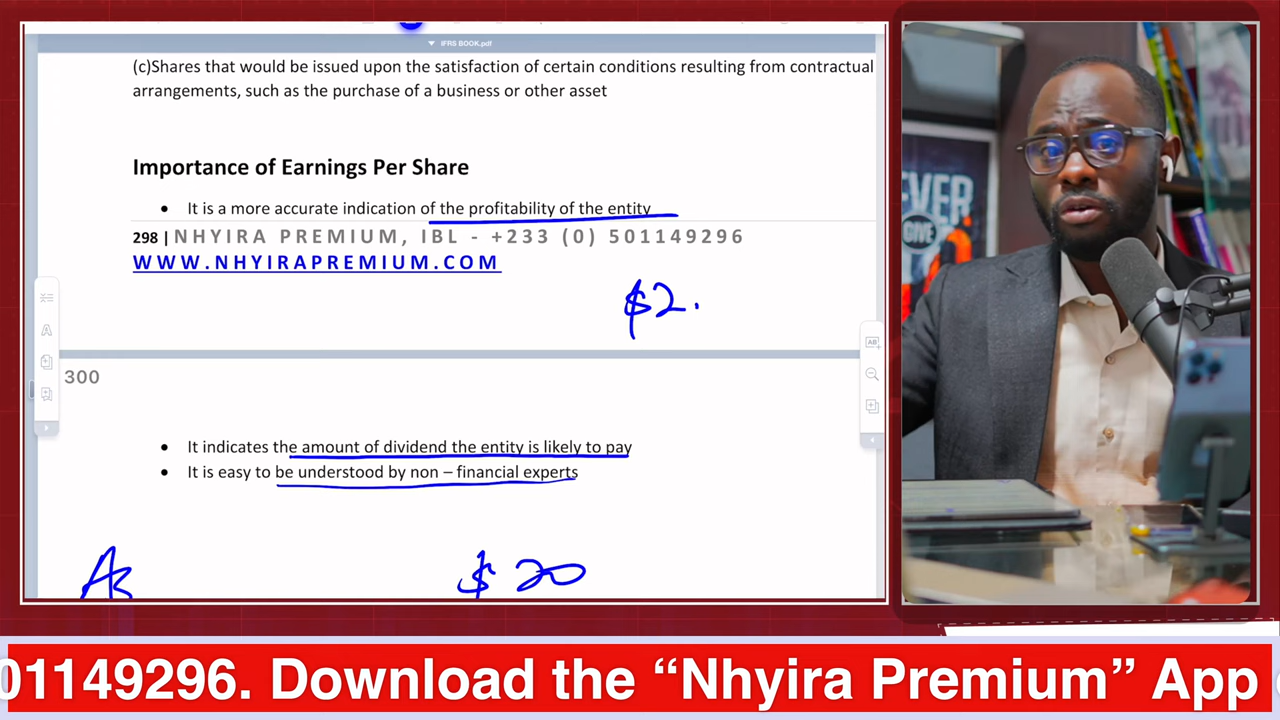 IFRS BOOK.pdf
(c)Shares that would be issued upon the satisfaction of certain conditions resulting from contractual
arrangements, such as the purchase of a business or other asset
Importance of Earnings Per Share
• It is a more accurate indication of the profitability of the entity
298 | NHYIRA PREMIUM, IBL - +233 (0) 501149296
WWW.NHYIRAPREMIUM.COM
$2.
300
• It indicates the amount of dividend the entity is likely to pay
• It is easy to be understood by non – financial experts
$ 20
EVER
GIVE
01149296. Download the “Nhyira Premium” App